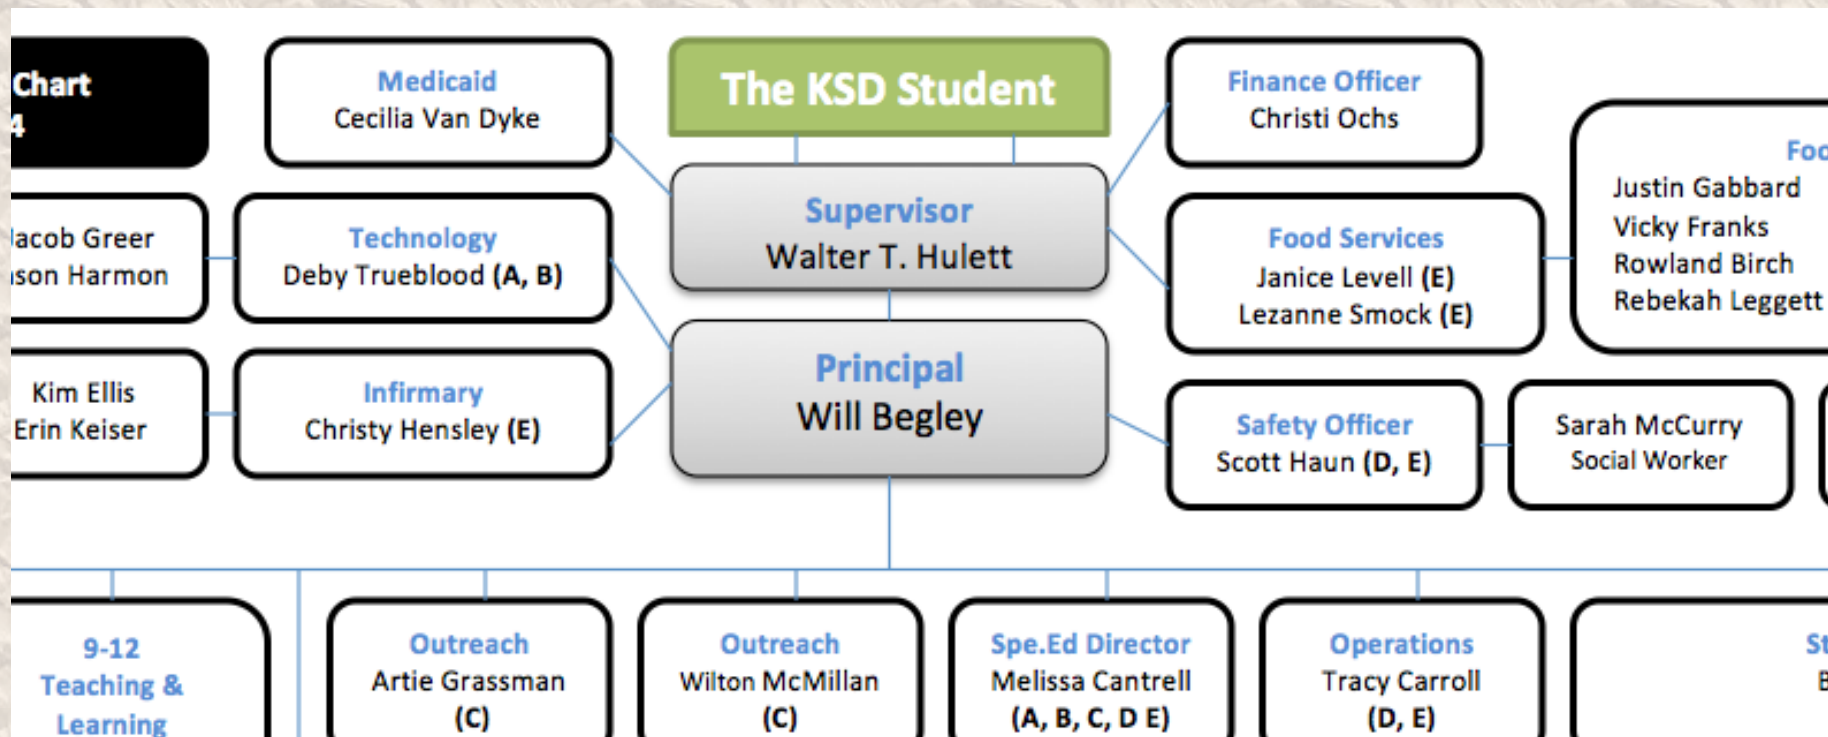 Chart
4
Medicaid
Cecilia Van Dyke
The KSD Student
Finance Officer
Christi Ochs
Justin Gabbard
Vicky Franks
Rowland Birch
Rebekah Leggett
Greer
Harmon
Technology
Deby Trueblood (A, B)
Supervisor
Walter T. Hulett
Food Services
Janice Levell (E)
Lezanne Smock (E)
Kim Ellis
Erin Keiser
Infirmary
Christy Hensley (E)
Principal
Will Begley
Safety Officer
Scott Haun (D, E)
Sarah McCurry
Social Worker
9-12
Teaching &
Learning
Outreach
Artie Grassman
(C)
Outreach
Wilton McMillan
(C)
Spe.Ed Director
Melissa Cantrell
(A, B, C, D E)
Operations
Tracy Carroll
(D, E)